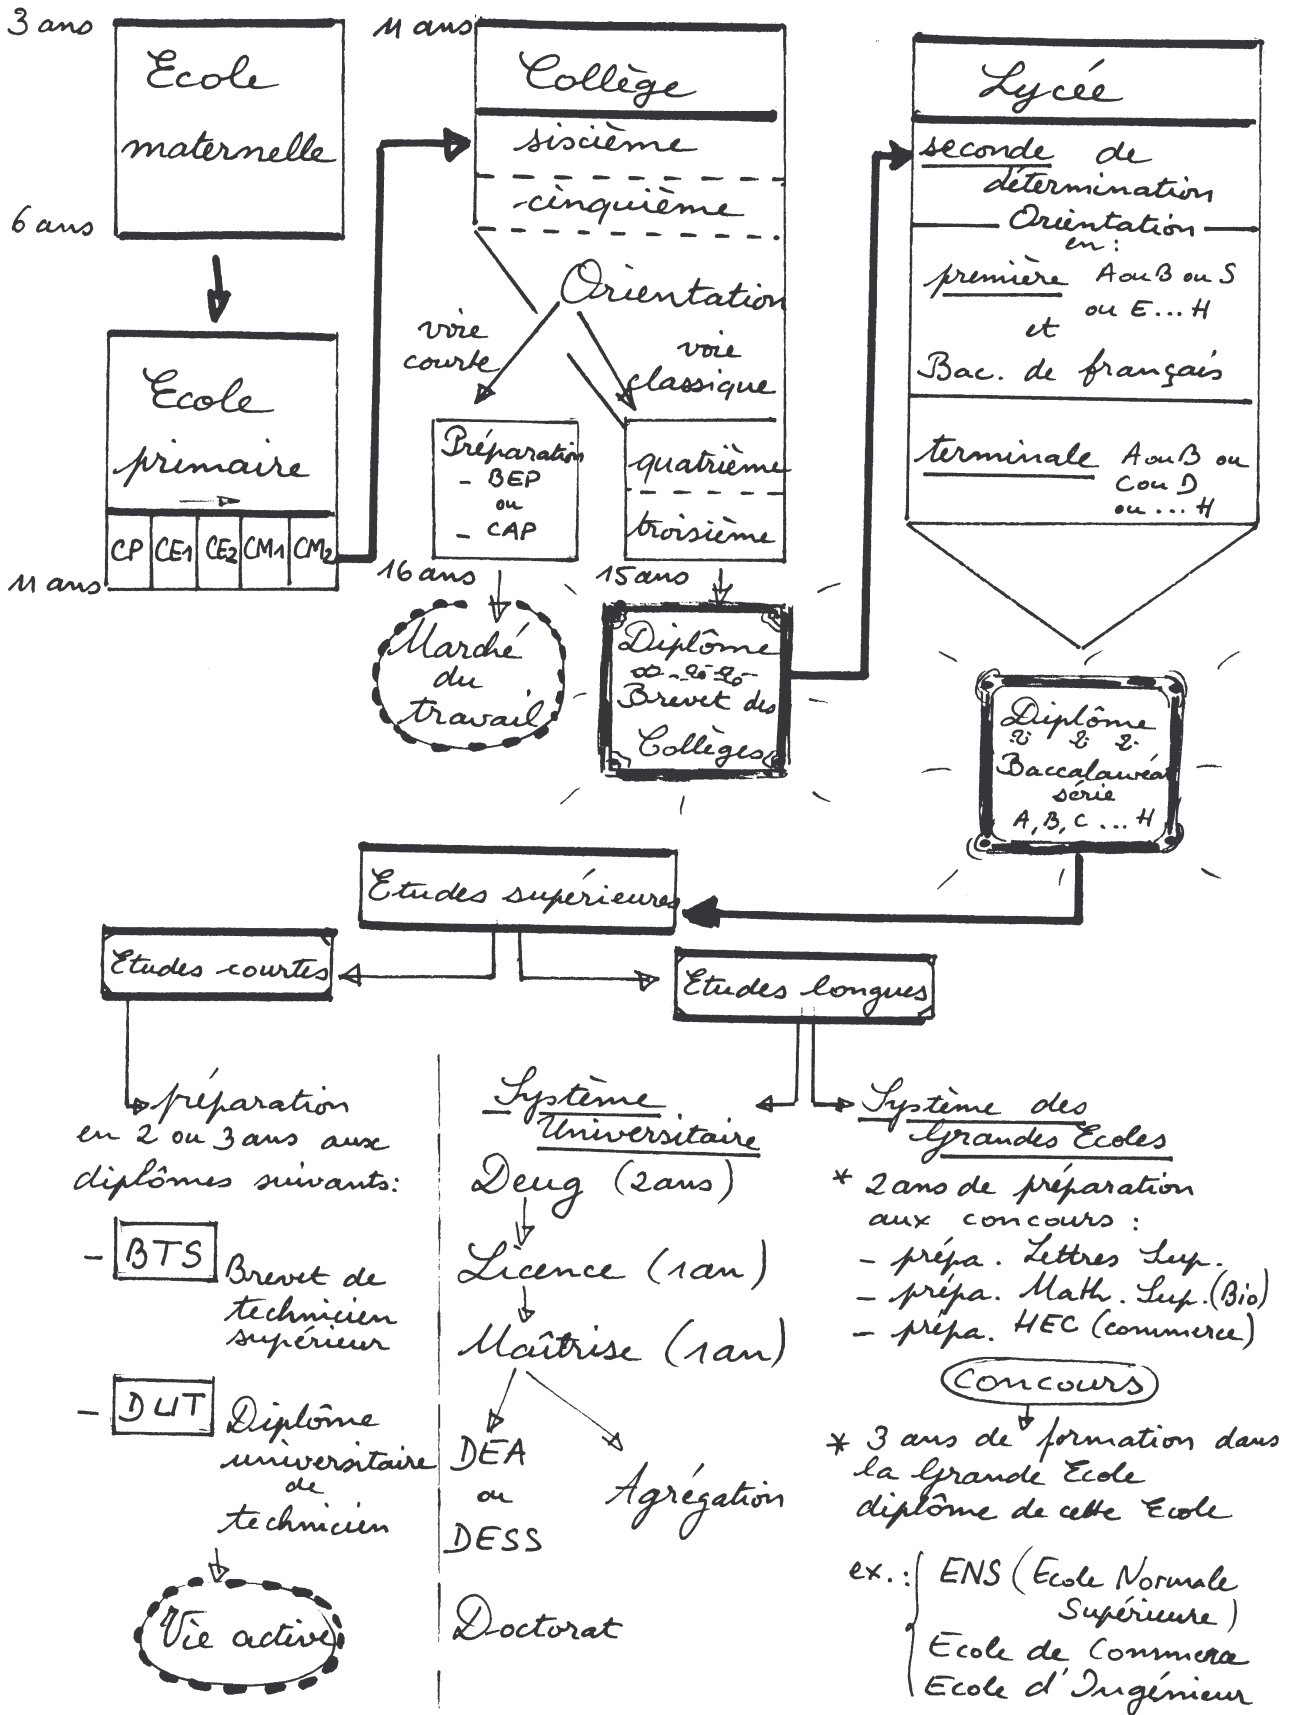 3 ans
Ecole
maternelle
6 ans
Ecole
primaire
CP CE1 CE2 CM1 CM2
11 ans
11 ans
Collège
sixième
cinquième
Orientation
voie
courte
voie
classique
Préparation
- BEP
ou
- CAP
16 ans
Marché
du
travail
quatrième
troisième
15 ans
Diplôme
Brevet des
Collèges
Lycée
seconde de
détermination
Orientation
en :
première A ou B ou S
ou E ... H
et
Bac. de français
terminale A ou B ou
C ou D
ou ... H
Diplôme
Baccalauréat
série
A, B, C ... H
Etudes supérieures
Etudes courtes
préparation
en 2 ou 3 ans aux
diplômes suivants :
- BTS Brevet de
technicien
supérieur
- DUT Diplôme
universitaire
de
technicien
Vie active
Etudes longues
Système
Universitaire
Deug (2 ans)
Licence (1 an)
Maîtrise (1 an)
DEA
ou
DESS
Agrégation
Doctorat
Système des
Grandes Ecoles
* 2 ans de préparation
aux concours :
- prépa. Lettres Sup.
- prépa. Math. Sup. (Bio)
- prépa. HEC (commerce)
Concours
* 3 ans de formation dans
la Grande Ecole
diplôme de cette Ecole
ex. : ENS (Ecole Normale
Supérieure)
Ecole de Commerce
Ecole d'Ingénieur